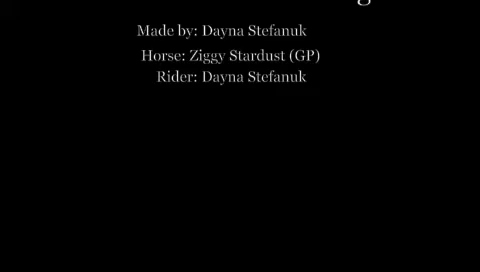 Made by: Dayna Stefanuk
Horse: Ziggy Stardust (GP)
Rider: Dayna Stefanuk